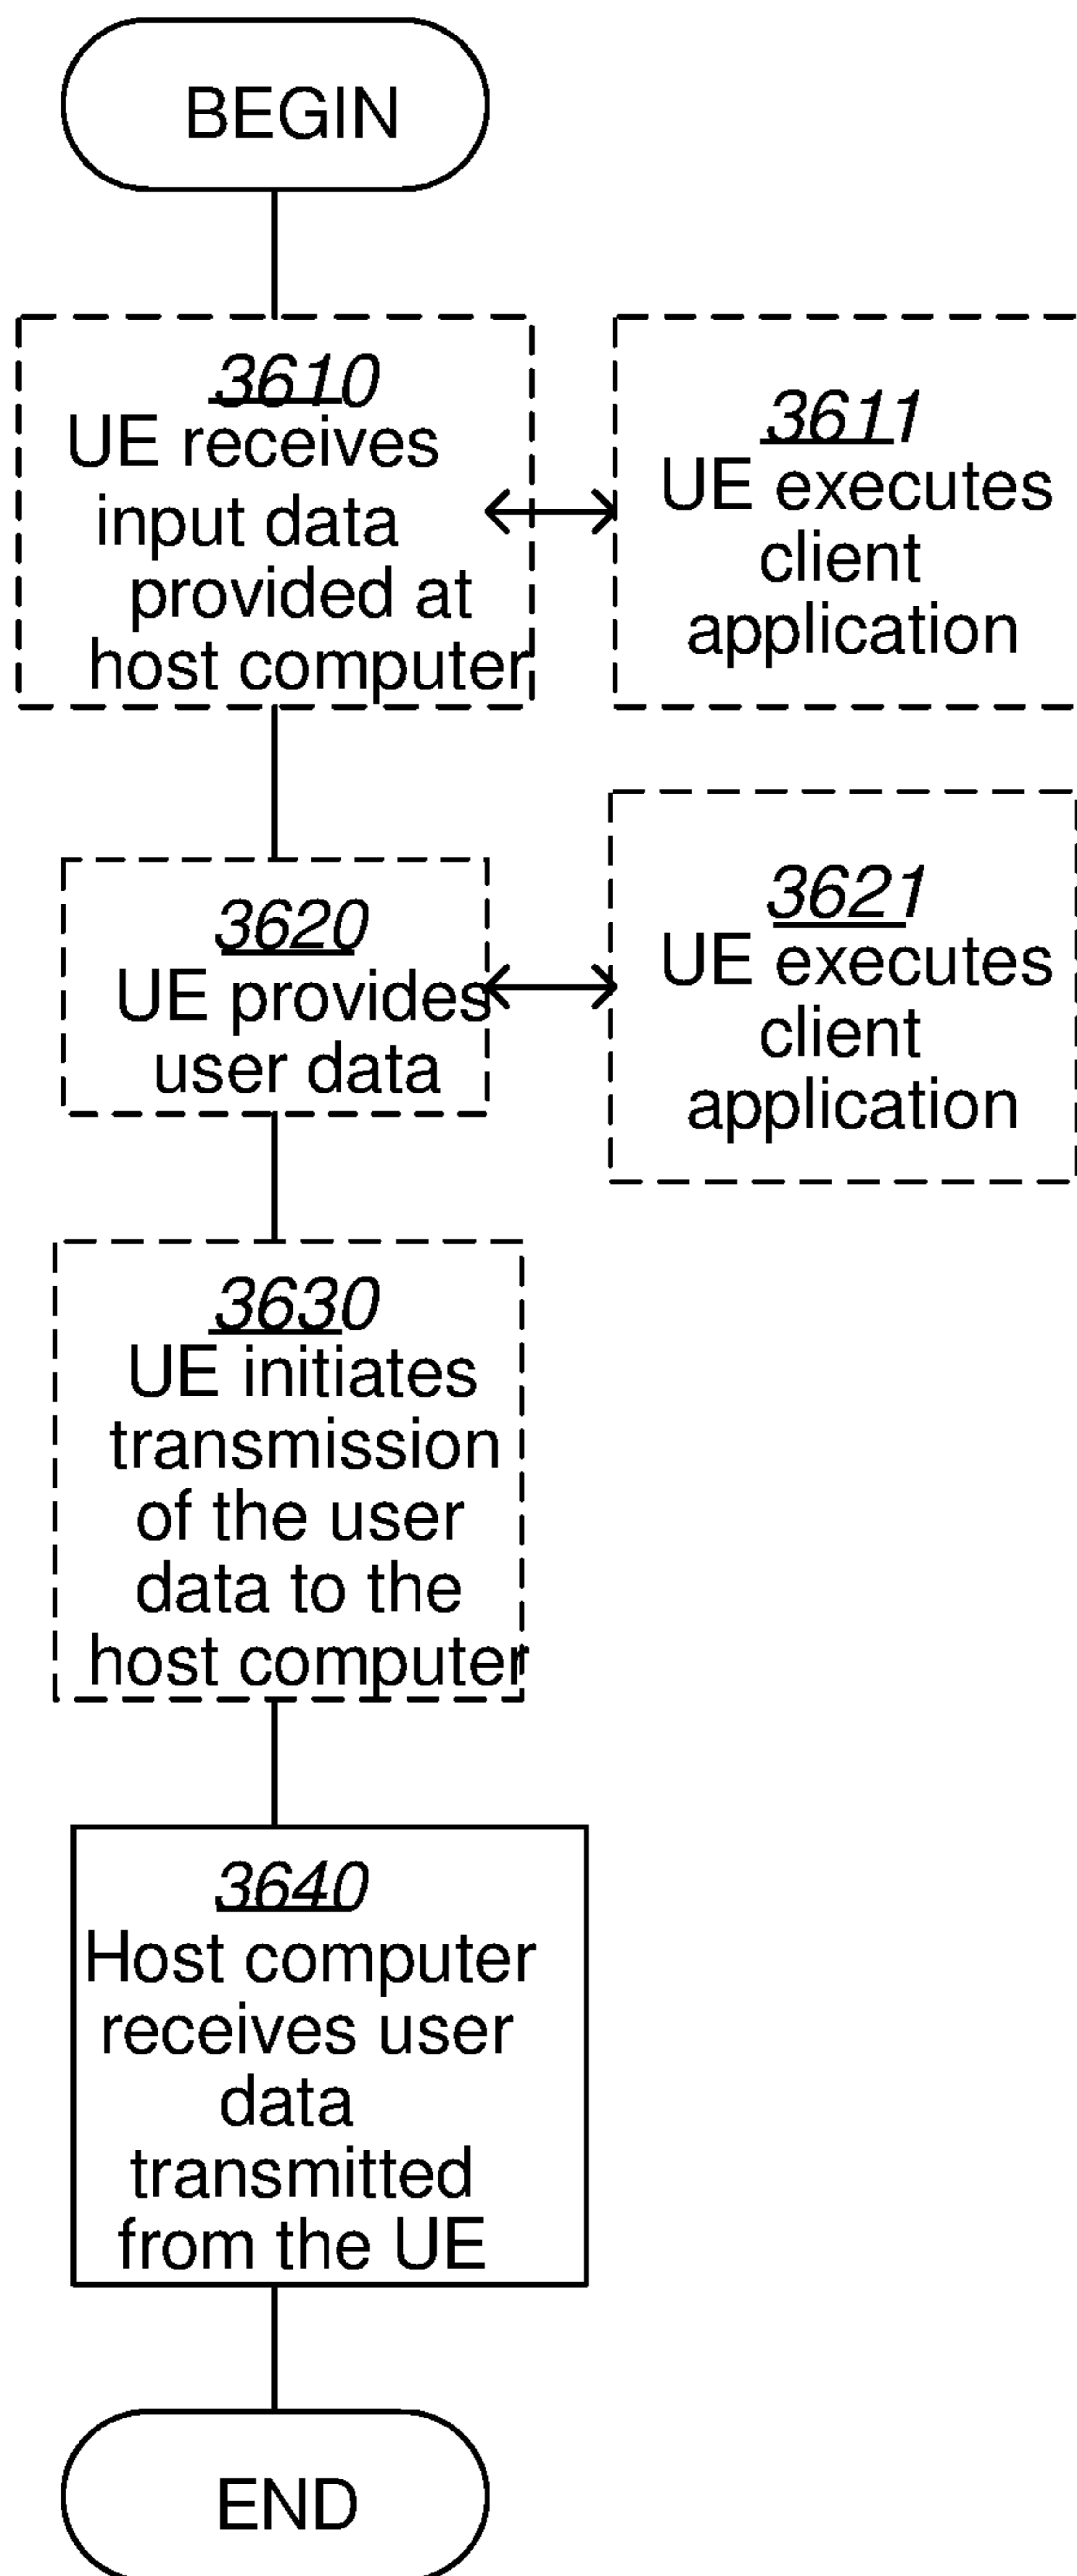 BEGIN
3610
UE receives
input data
provided at
host computer
3611
UE executes
client
application
3620
UE provides
user data
3621
UE executes
client
application
3630
UE initiates
transmission
of the user
data to the
host computer
3640
Host computer
receives user
data
transmitted
from the UE
END